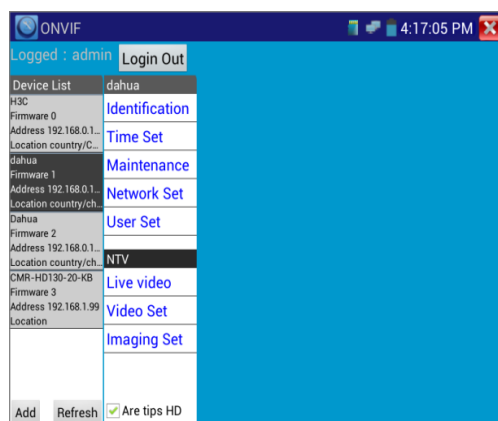 ONVIF
4:17:05 PM
Logged : admin
Login Out
Device List
H3C
Firmware 0
Address 192.168.0.1...
Location country/C...
dahua
Firmware 1
Address 192.168.0.1...
Location country/ch...
Dahua
Firmware 2
Address 192.168.0.1...
Location country/ch...
CMR-HD130-20-KB
Firmware 3
Address 192.168.1.99
Location
Add
Refresh
dahua
Identification
Time Set
Maintenance
Network Set
User Set
NTV
Live video
Video Set
Imaging Set
Are tips HD